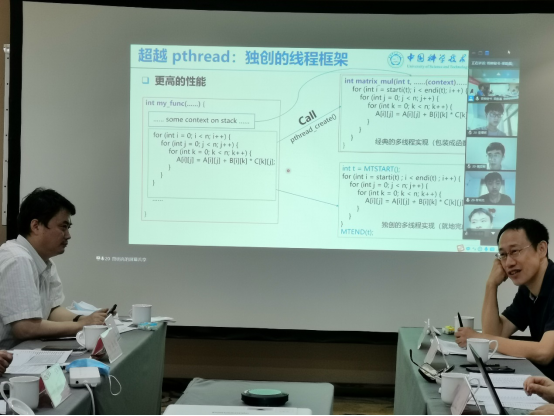 超越 pthread：独创的线程框架
中国科学技术
更高的性能
int my_func(……) {
…… some context on stack ……
for (int i = 0; i < n; i++) {
for (int j = 0; j < n; j++) {
for (int k = 0; k < n; k++) {
A[i][j] = A[i][j] + B[i][k] * C[k][j];
}
}
}
……
}
Call
pthread_create()
int matrix_mul(int t, ……(context)……
for (int i = starti(t); i < endi(t); i++) {
for (int j = 0; j < n; j++) {
for (int k = 0; k < n; k++) {
A[i][j] = A[i][j] + B[i][k] * C[k][j];
}
}
}
经典的多线程实现（包装成函
int t = MTSTART();
for (int i = starti(t) ; i < endi(t); i++) {
for (int j = 0; j < n; j++) {
for (int k = 0; k < n; k++) {
A[i][j] = A[i][j] + B[i][k] * C[k][j];
}
}
}
MTEND(t);
独创的多线程实现（就地完